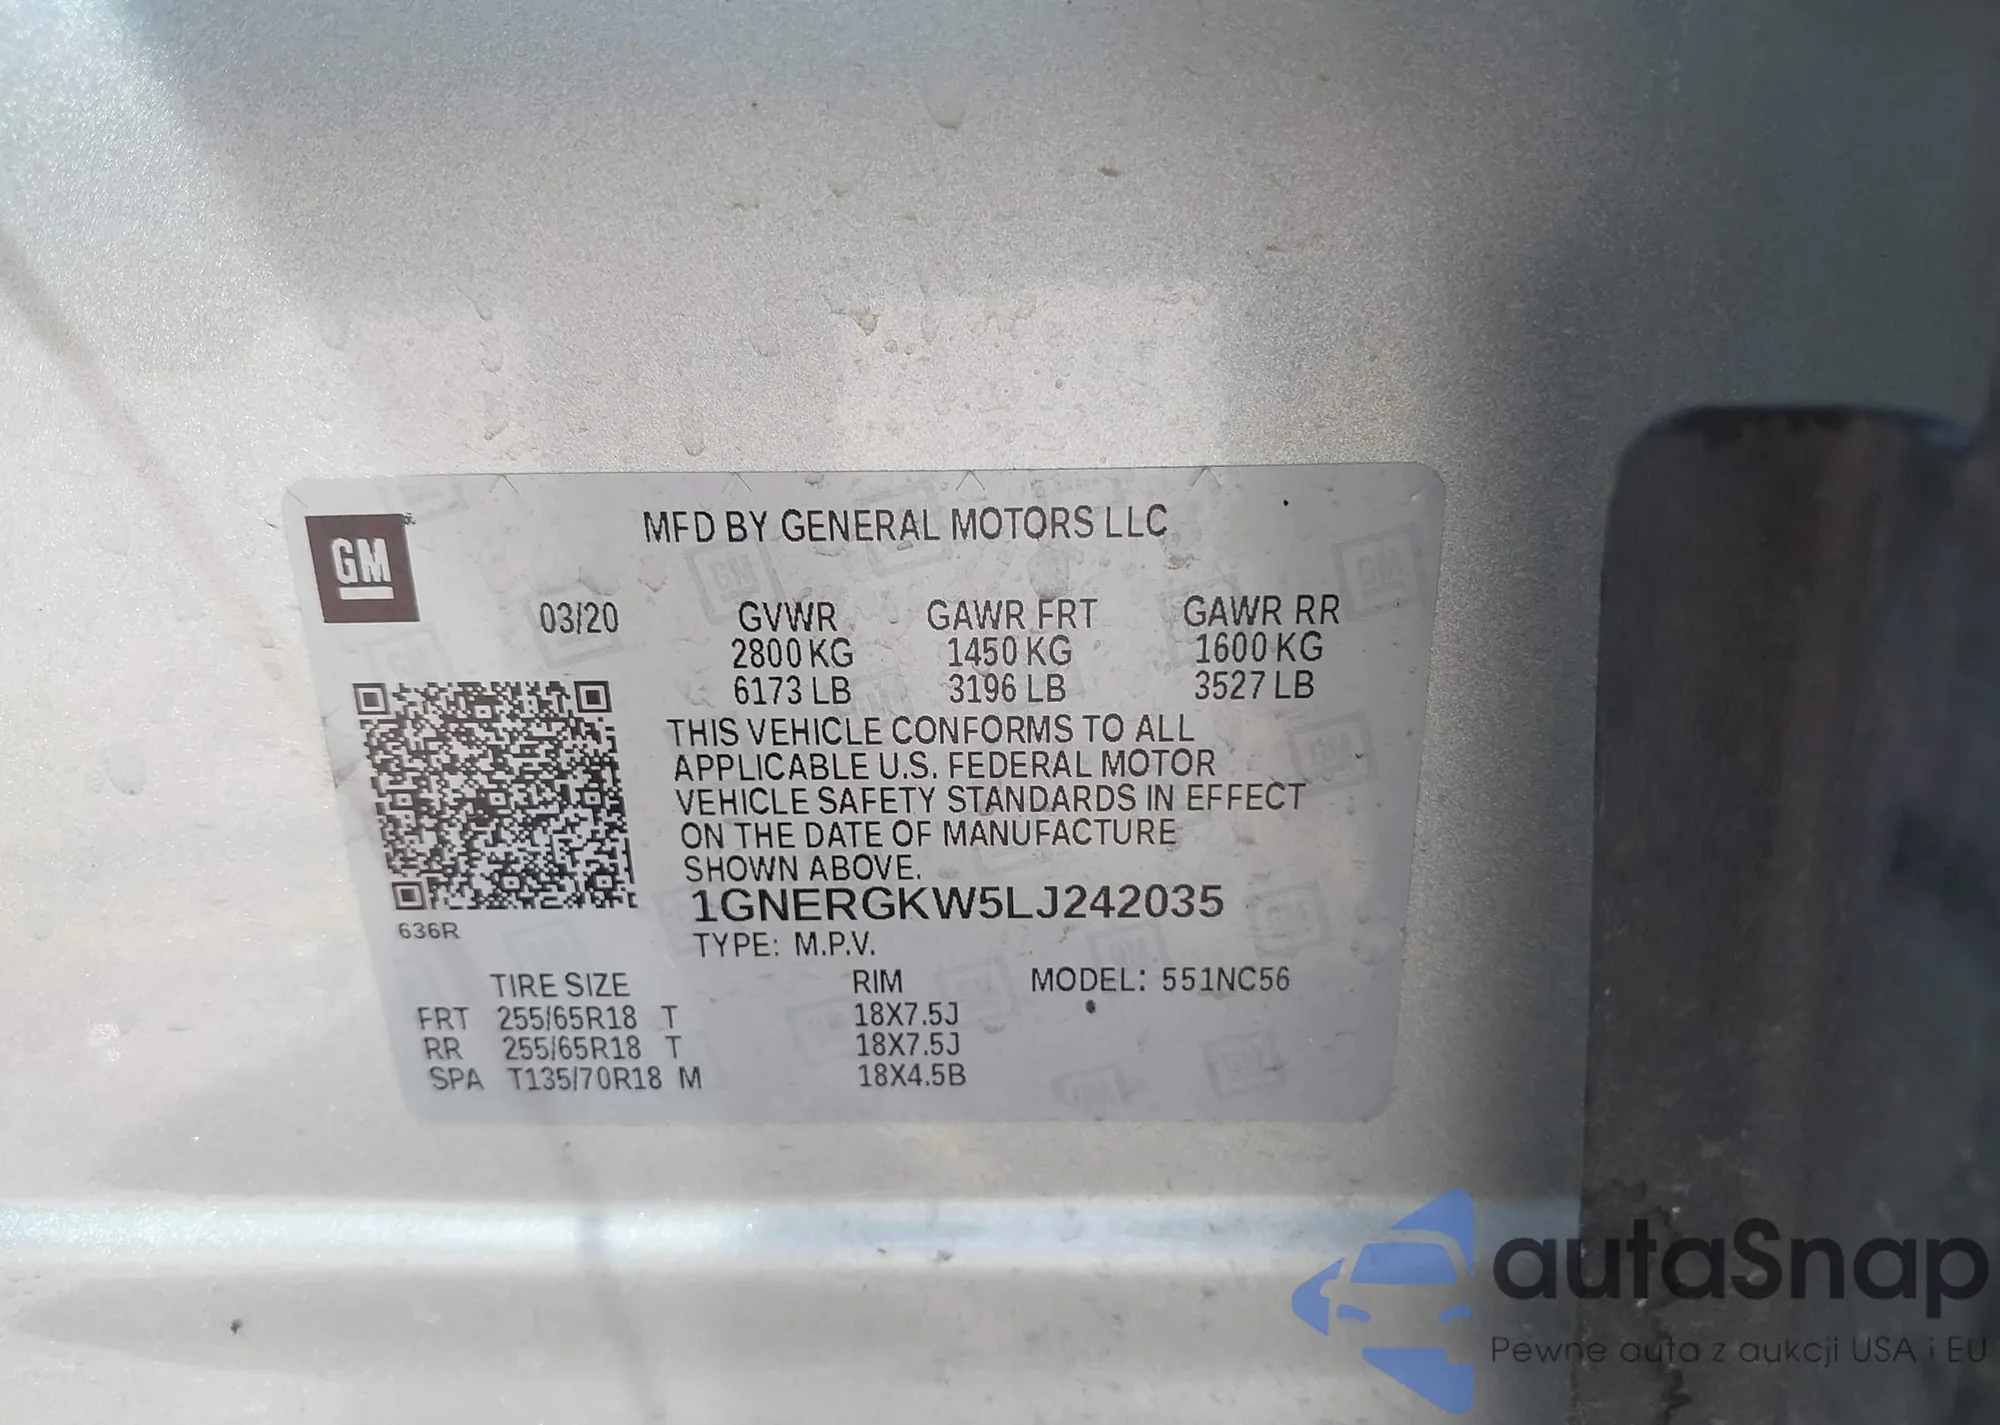 MFD BY GENERAL MOTORS LLC
GM
03/20 GVWR GAWR FRT GAWR RR
2800 KG 1450 KG 1600 KG
6173 LB 3196 LB 3527 LB
THIS VEHICLE CONFORMS TO ALL
APPLICABLE U.S. FEDERAL MOTOR
VEHICLE SAFETY STANDARDS IN EFFECT
ON THE DATE OF MANUFACTURE
SHOWN ABOVE.
1GNERGKW5LJ242035
636R
TYPE: M.P.V.
TIRE SIZE RIM MODEL: 551NC56
FRT 255/65R18 T 18X7.5J
RR 255/65R18 T 18X7.5J
SPA T135/70R18 M 18X4.5B
autaSnap
Pewne auta z aukcji USA i EU